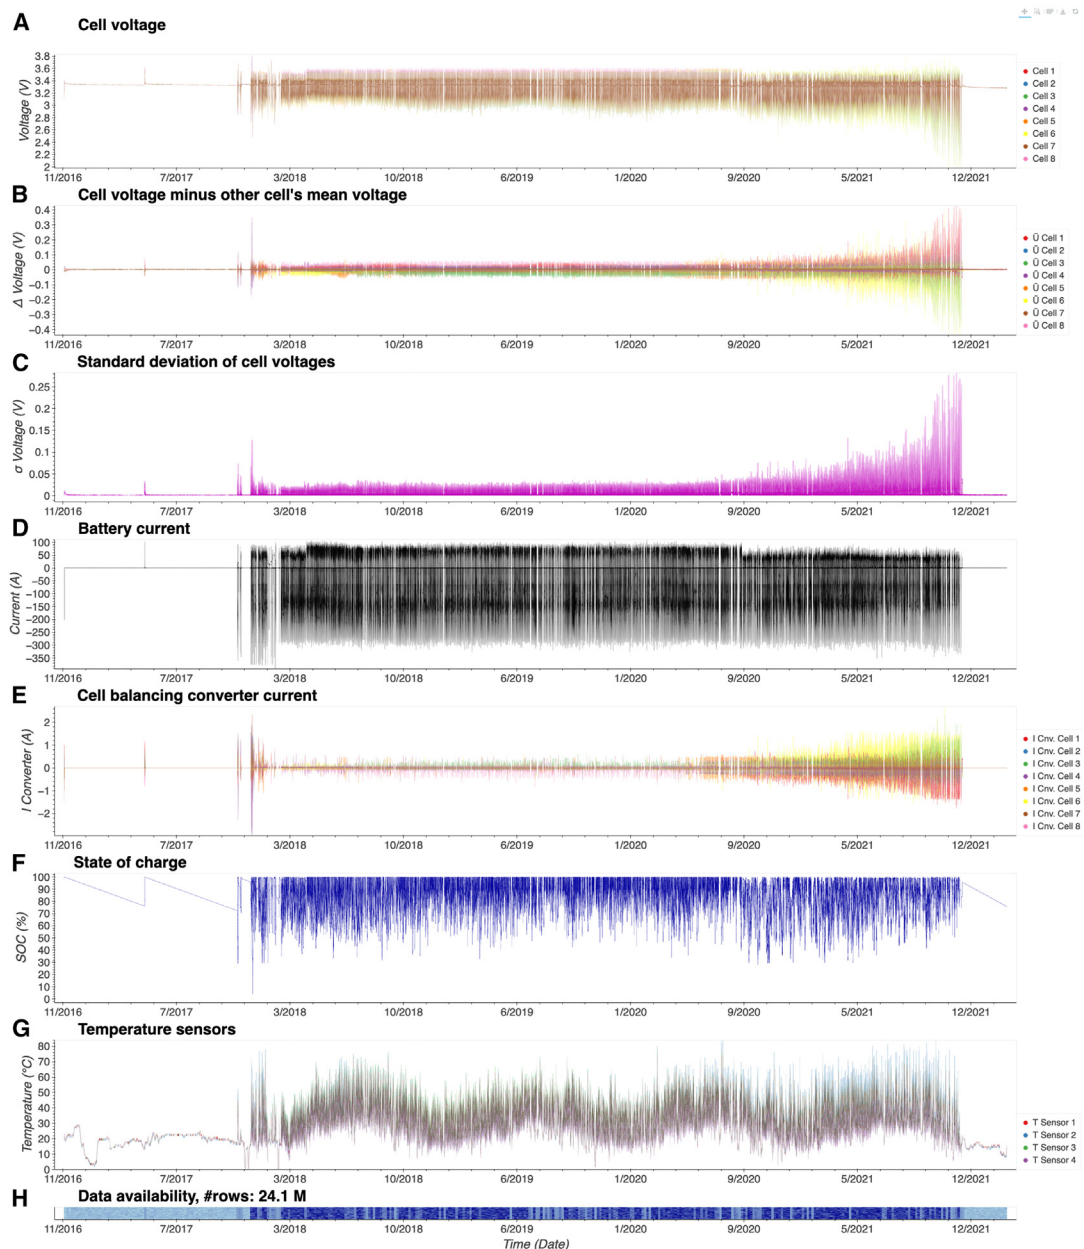 A Cell voltage
3.8
3.6
3.4
3.2
3
2.8
2.6
2.4
2.2
2
Voltage (V)
11/2016 7/2017 3/2018 10/2018 6/2019 1/2020 9/2020 5/2021 12/2021
Cell 1
Cell 2
Cell 3
Cell 4
Cell 5
Cell 6
Cell 7
Cell 8
B Cell voltage minus other cell's mean voltage
0.4
0.3
0.2
0.1
0
−0.1
−0.2
−0.3
−0.4
Δ Voltage (V)
11/2016 7/2017 3/2018 10/2018 6/2019 1/2020 9/2020 5/2021 12/2021
Ū Cell 1
Ū Cell 2
Ū Cell 3
Ū Cell 4
Ū Cell 5
Ū Cell 6
Ū Cell 7
Ū Cell 8
C Standard deviation of cell voltages
0.25
0.2
0.15
0.1
0.05
0
σ Voltage (V)
11/2016 7/2017 3/2018 10/2018 6/2019 1/2020 9/2020 5/2021 12/2021
D Battery current
100
50
0
−50
−100
−150
−200
−250
−300
−350
Current (A)
11/2016 7/2017 3/2018 10/2018 6/2019 1/2020 9/2020 5/2021 12/2021
E Cell balancing converter current
2
1
0
−1
−2
I Converter (A)
11/2016 7/2017 3/2018 10/2018 6/2019 1/2020 9/2020 5/2021 12/2021
I Cnv. Cell 1
I Cnv. Cell 2
I Cnv. Cell 3
I Cnv. Cell 4
I Cnv. Cell 5
I Cnv. Cell 6
I Cnv. Cell 7
I Cnv. Cell 8
F State of charge
100
90
80
70
60
50
40
30
20
10
0
SOC (%)
11/2016 7/2017 3/2018 10/2018 6/2019 1/2020 9/2020 5/2021 12/2021
G Temperature sensors
80
70
60
50
40
30
20
10
0
Temperature (°C)
11/2016 7/2017 3/2018 10/2018 6/2019 1/2020 9/2020 5/2021 12/2021
T Sensor 1
T Sensor 2
T Sensor 3
T Sensor 4
H Data availability, #rows: 24.1 M
11/2016 7/2017 3/2018 10/2018 6/2019 1/2020 9/2020 5/2021 12/2021
Time (Date)